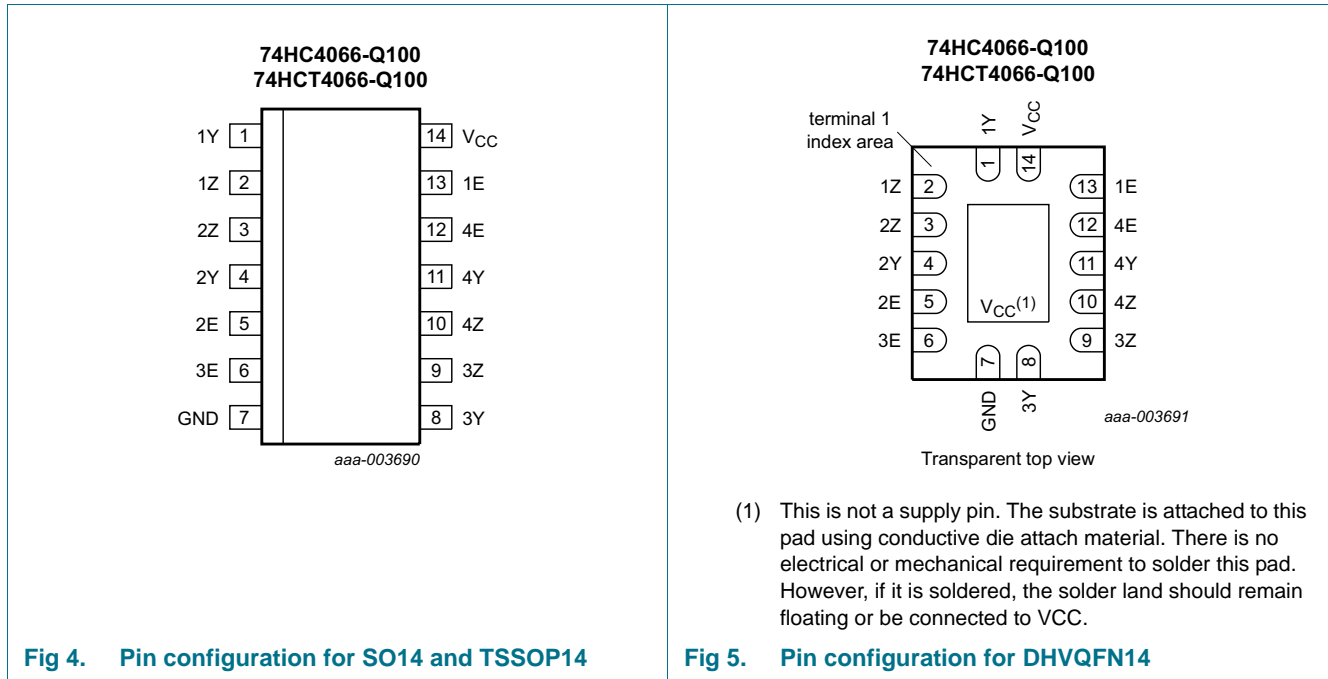 74HC4066-Q100
74HCT4066-Q100
1Y 1 14 VCC
1Z 2 13 1E
2Z 3 12 4E
2Y 4 11 4Y
2E 5 10 4Z
3E 6 9 3Z
GND 7 8 3Y
aaa-003690
Fig 4. Pin configuration for SO14 and TSSOP14
74HC4066-Q100
74HCT4066-Q100
terminal 1
index area
1Y VCC
1 14
1Z 2 13 1E
2Z 3 12 4E
2Y 4 11 4Y
2E 5 10 4Z
VCC(1)
3E 6 9 3Z
7 8
GND 3Y
aaa-003691
Transparent top view
(1) This is not a supply pin. The substrate is attached to this
pad using conductive die attach material. There is no
electrical or mechanical requirement to solder this pad.
However, if it is soldered, the solder land should remain
floating or be connected to VCC.
Fig 5. Pin configuration for DHVQFN14